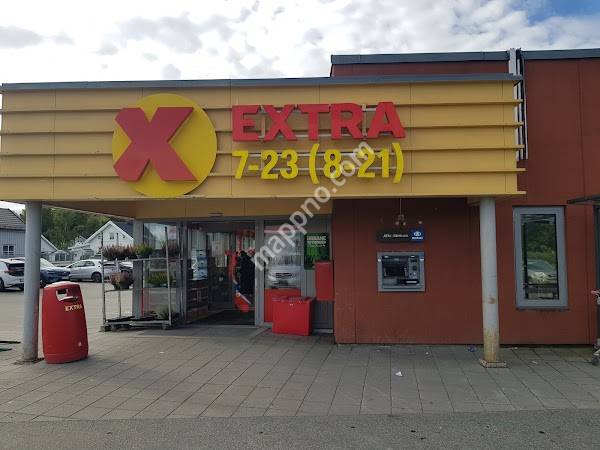 X EXTRA
7-23 (8-21)
mappno.com
EXTRA